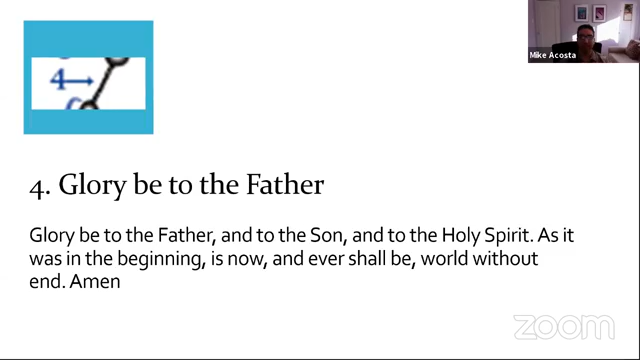 Mike Acosta
4
4. Glory be to the Father
Glory be to the Father, and to the Son, and to the Holy Spirit. As it
was in the beginning, is now, and ever shall be, world without
end. Amen
zoom